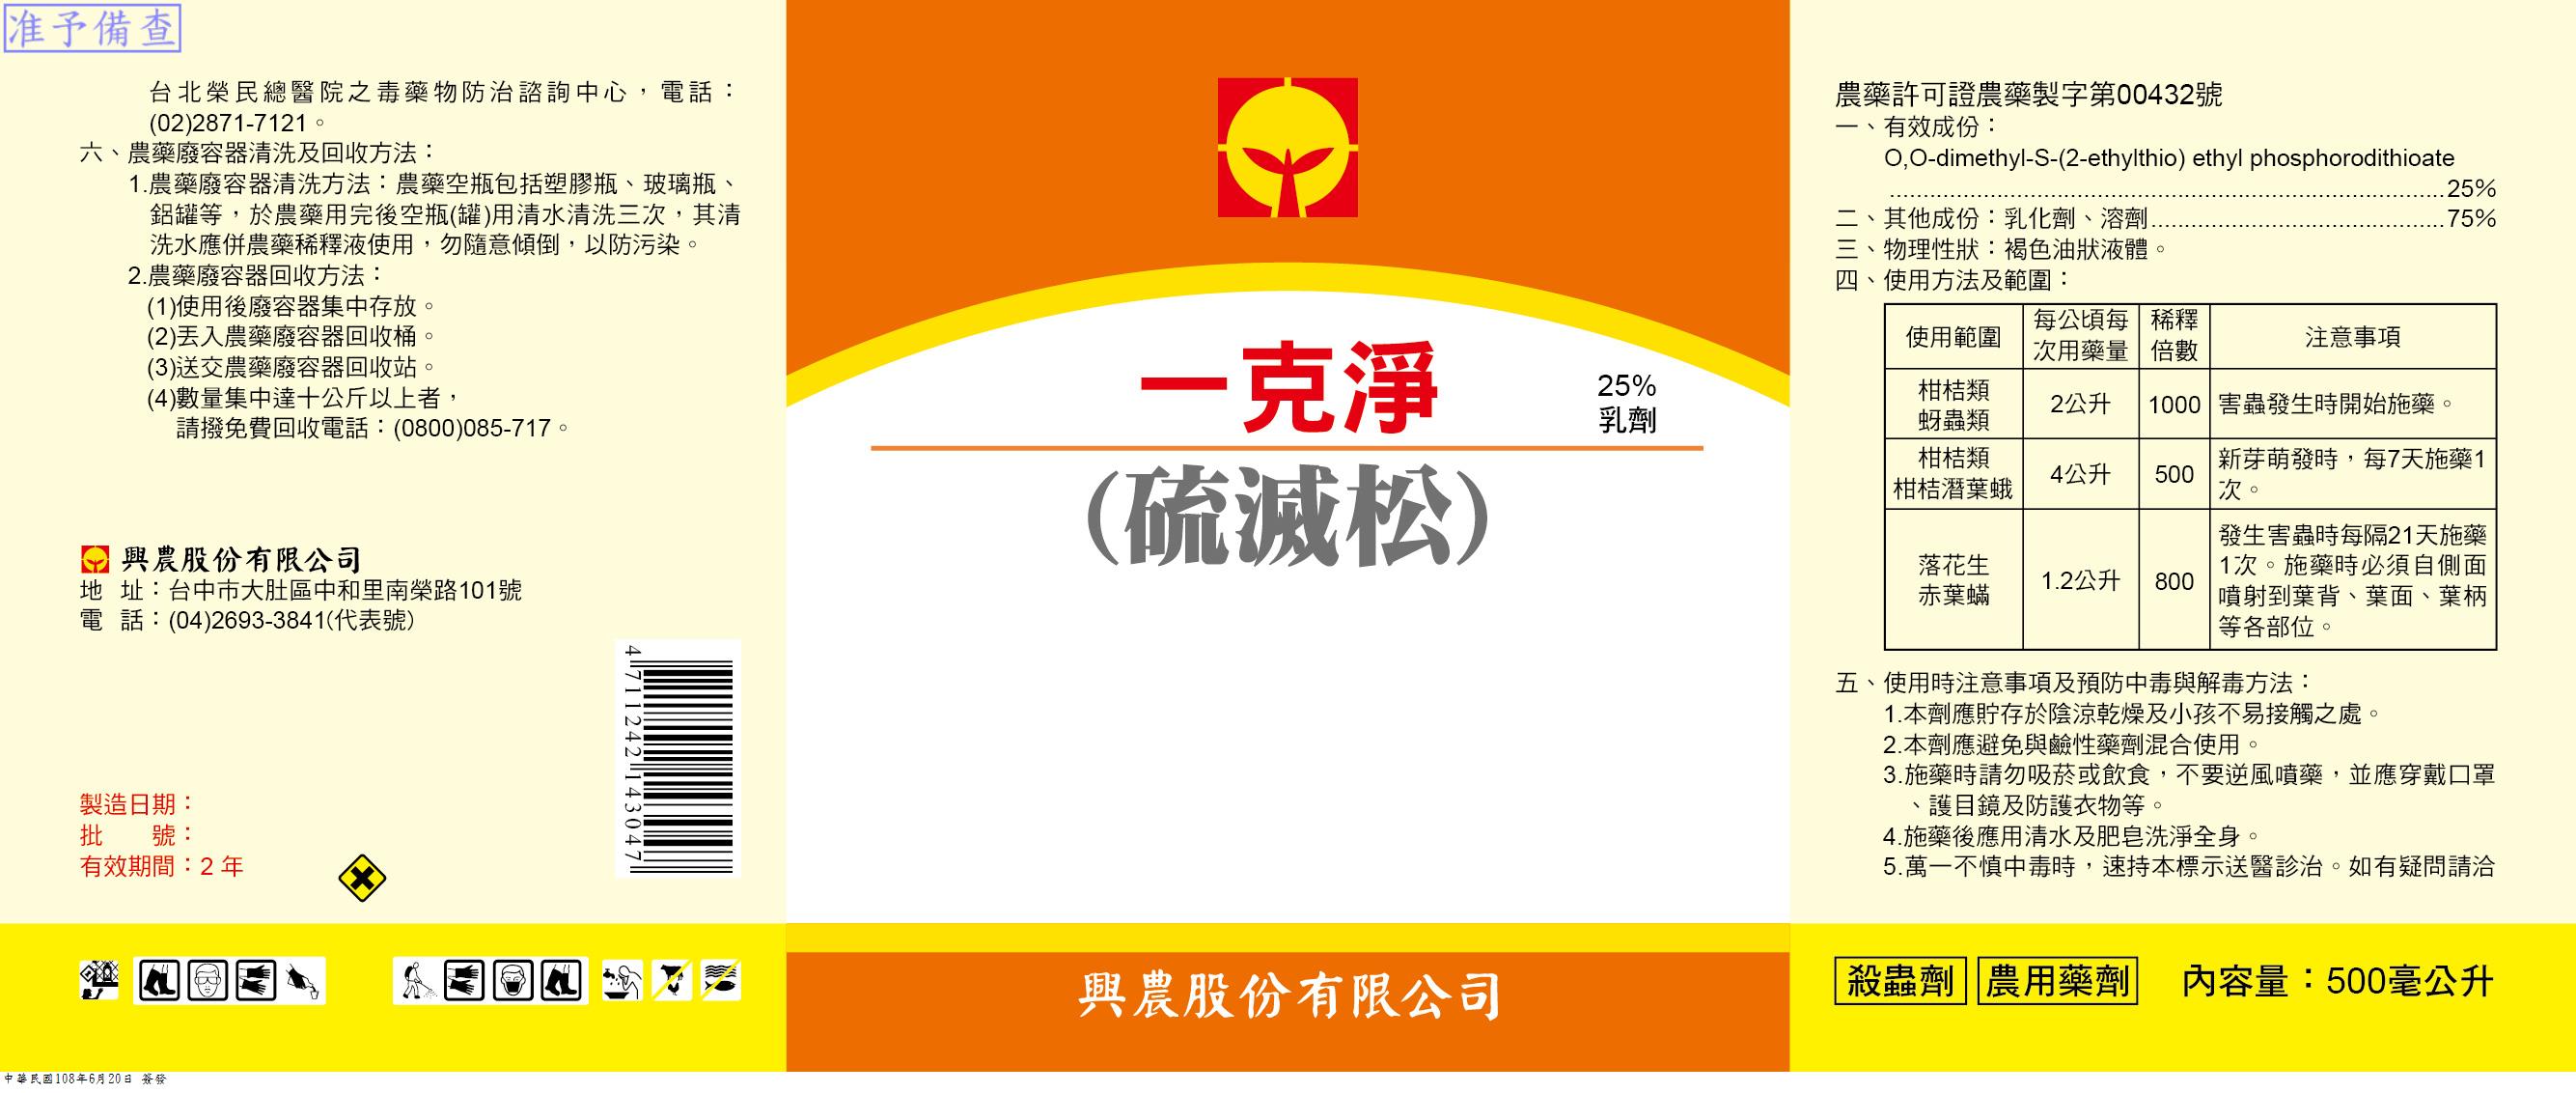 准予備查
台北榮民總醫院之毒藥物防治諮詢中心，電話：
(02)2871-7121。
六、農藥廢容器清洗及回收方法：
1.農藥廢容器清洗方法：農藥空瓶包括塑膠瓶、玻璃瓶、
鋁罐等，於農藥用完後空瓶(罐)用清水清洗三次，其清
洗水應併農藥稀釋液使用，勿隨意傾倒，以防污染。
2.農藥廢容器回收方法：
(1)使用後廢容器集中存放。
(2)丟入農藥廢容器回收桶。
(3)送交農藥廢容器回收站。
(4)數量集中達十公斤以上者，
請撥免費回收電話：(0800)085-717。
興農股份有限公司
地 址：台中市大肚區中和里南榮路101號
電 話：(04)2693-3841(代表號)
4711242143047
製造日期：
批 號：
有效期間：2 年
中華民國108年6月20日 簽發
一克淨
25%
乳劑
(硫滅松)
興農股份有限公司
農藥許可證農藥製字第00432號
一、有效成份：
O,O-dimethyl-S-(2-ethylthio) ethyl phosphorodithioate
..................................................................................25%
二、其他成份：乳化劑、溶劑............................................75%
三、物理性狀：褐色油狀液體。
四、使用方法及範圍：
使用範圍 每公頃每次用藥量 稀釋倍數 注意事項
柑桔類
蚜蟲類 2公升 1000 害蟲發生時開始施藥。
柑桔類
柑桔潛葉蛾 4公升 500 新芽萌發時，每7天施藥1
次。
落花生
赤葉蟎 1.2公升 800 發生害蟲時每隔21天施藥
1次。施藥時必須自側面
噴射到葉背、葉面、葉柄
等各部位。
五、使用時注意事項及預防中毒與解毒方法：
1.本劑應貯存於陰涼乾燥及小孩不易接觸之處。
2.本劑應避免與鹼性藥劑混合使用。
3.施藥時請勿吸菸或飲食，不要逆風噴藥，並應穿戴口罩
、護目鏡及防護衣物等。
4.施藥後應用清水及肥皂洗淨全身。
5.萬一不慎中毒時，速持本標示送醫診治。如有疑問請洽
殺蟲劑 農用藥劑 內容量：500毫公升